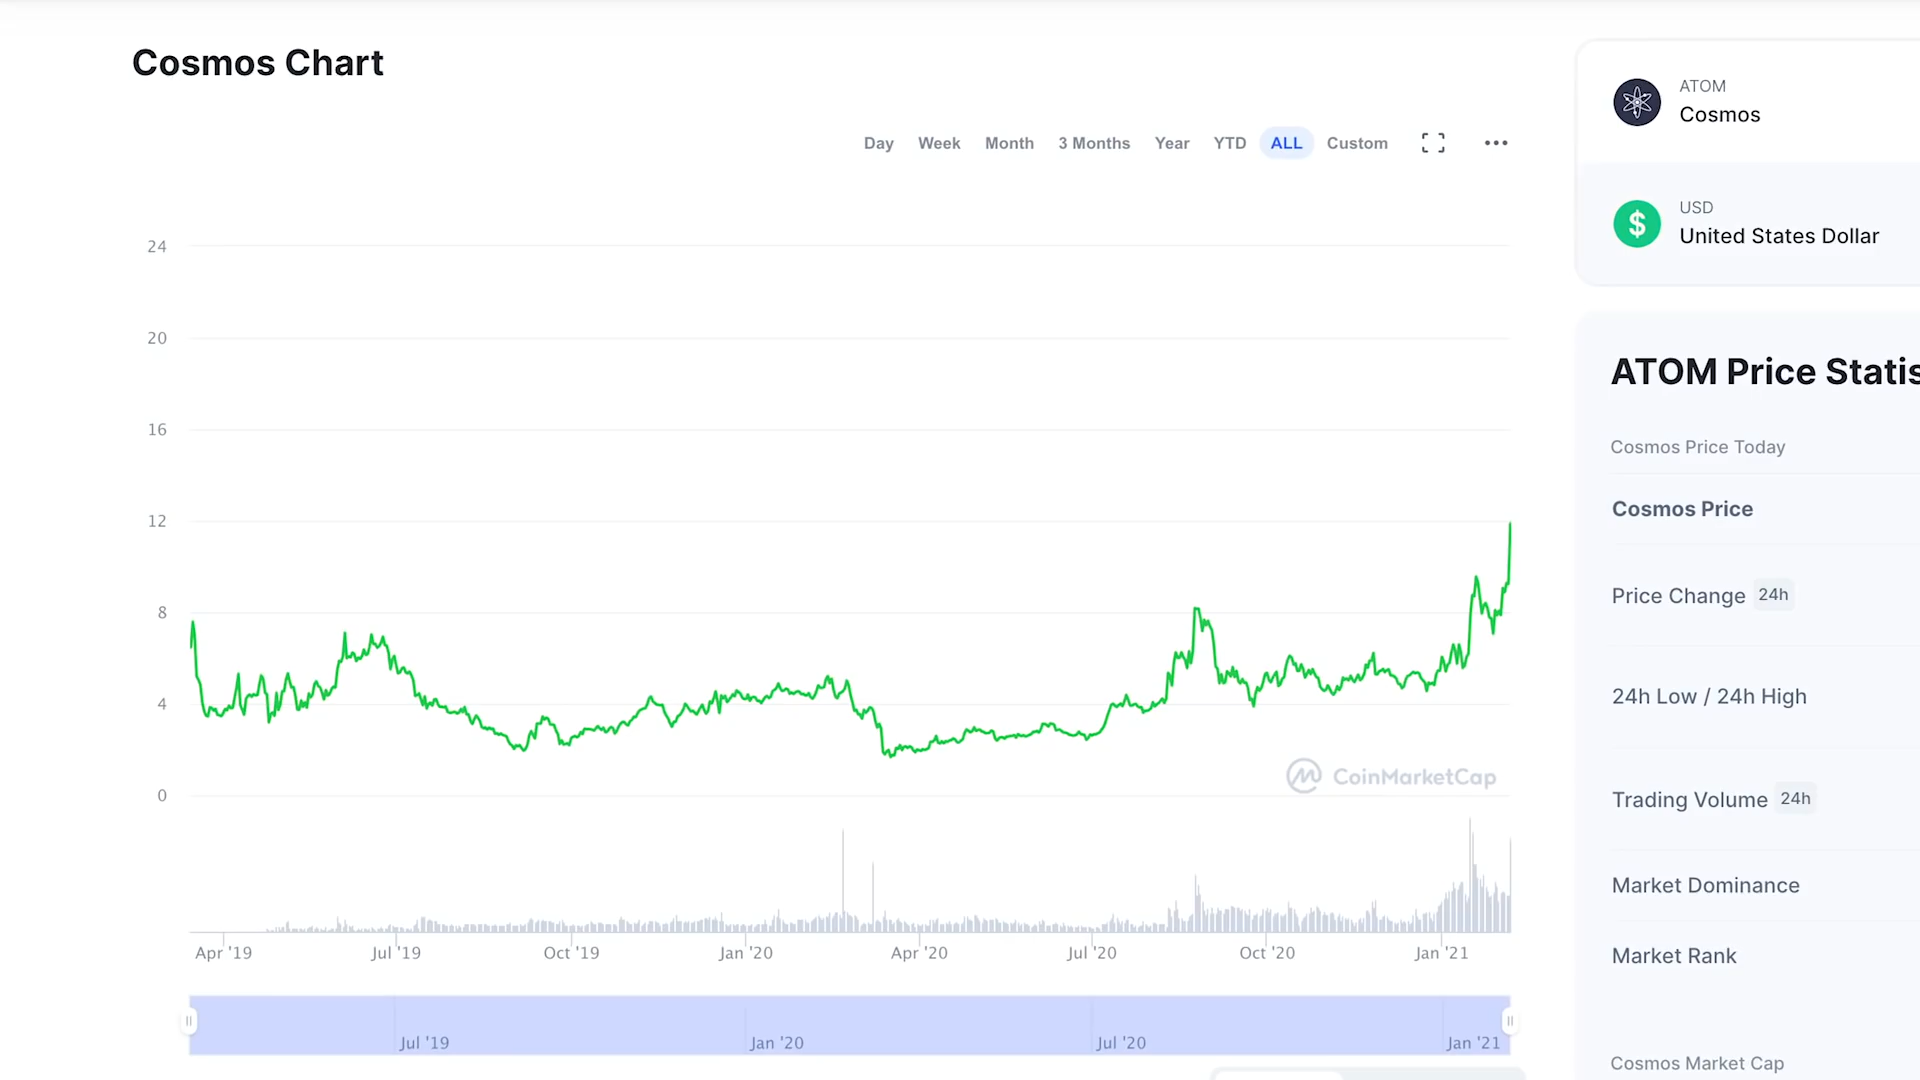 Cosmos Chart
Day Week Month 3 Months Year YTD ALL Custom
24
20
16
12
8
4
0
CoinMarketCap
Apr '19 Jul '19 Oct '19 Jan '20 Apr '20 Jul '20 Oct '20 Jan '21
Jul '19 Jan '20 Jul '20 Jan '21
ATOM
Cosmos
USD
United States Dollar
ATOM Price Statis
Cosmos Price Today
Cosmos Price
Price Change 24h
24h Low / 24h High
Trading Volume 24h
Market Dominance
Market Rank
Cosmos Market Cap